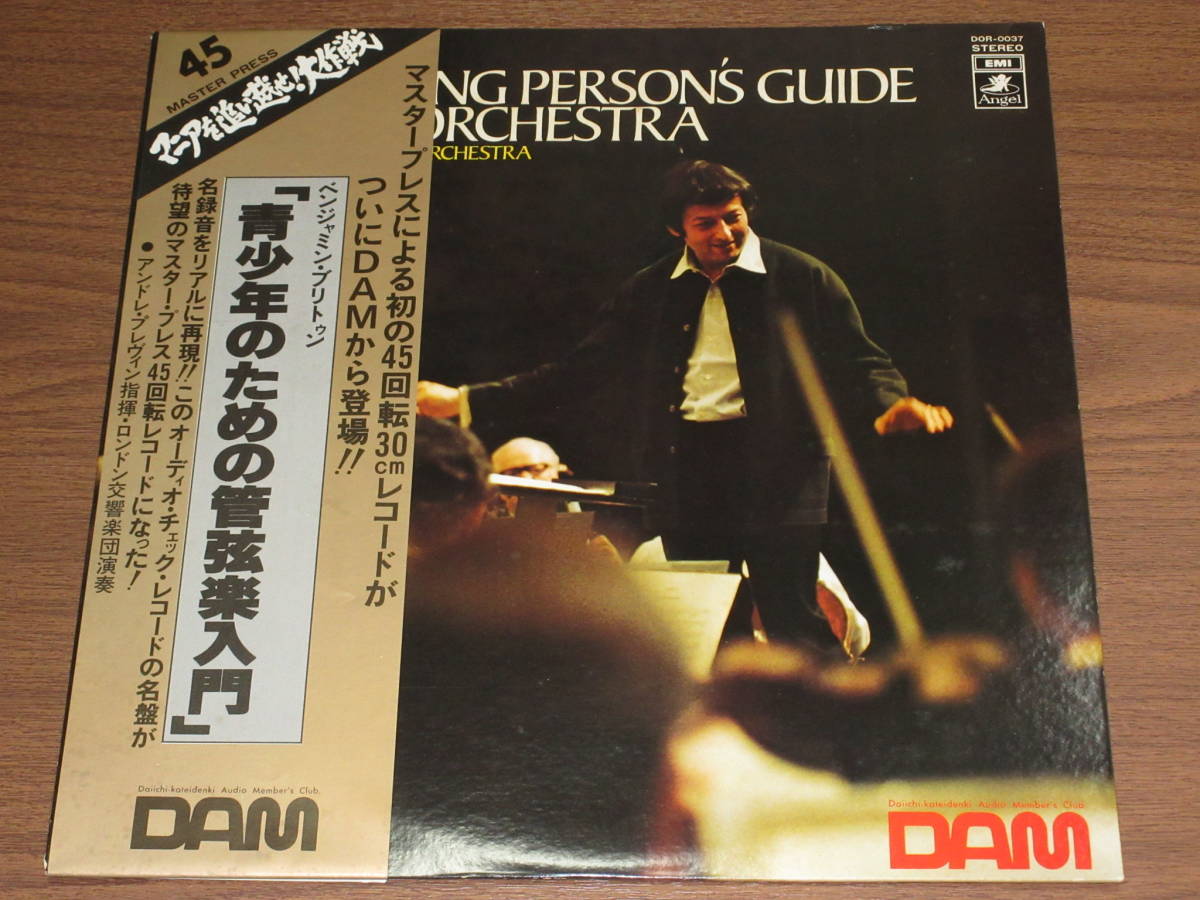 45
MASTER PRESS
マニアを追い越せ!大作戦
マスタープレスによる初の45回転30cmレコードが
ついにDAMから登場!!
ベンジャミン・ブリトゥン
「青少年のための管弦楽入門」
名録音をリアルに再現!!このオーディオ・チェック・レコードの名盤が
待望のマスター・プレス45回転レコードになった!
●アンドレ・プレヴィン指揮・ロンドン交響楽団演奏
Daiichi-kateidenki Audio Member's Club.
DAM
DOR-0037
STEREO
EMI
Angel
NG PERSON'S GUIDE
ORCHESTRA
RCHESTRA
Daiichi-kateidenki Audio Member's Club.
DAM